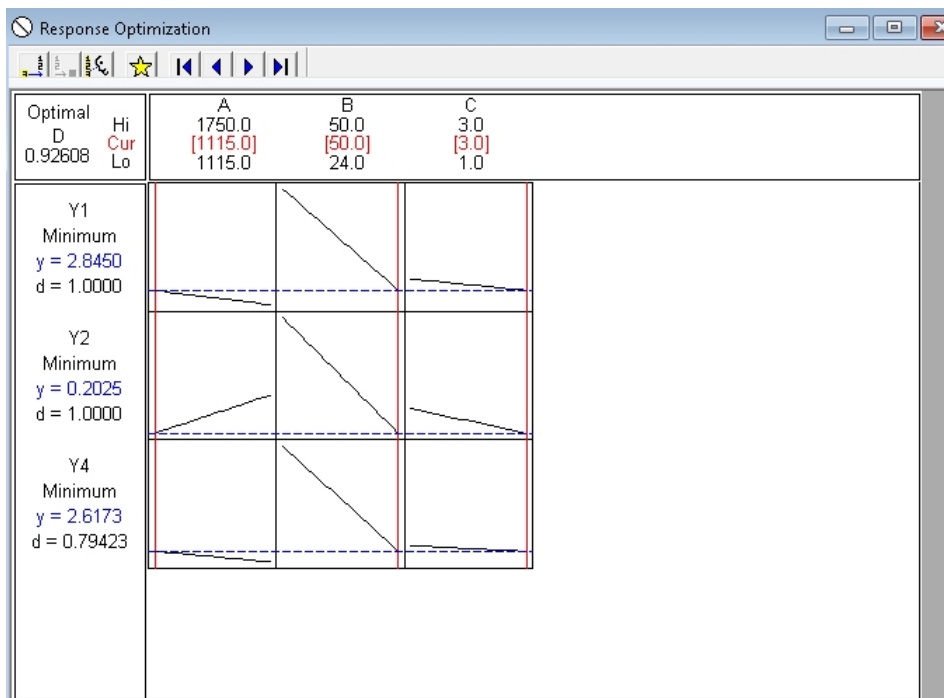 Response Optimization
Optimal
D
0.92608
Hi
Cur
Lo
A
1750.0
[1115.0]
1115.0
B
50.0
[50.0]
24.0
C
3.0
[3.0]
1.0
Y1
Minimum
y = 2.8450
d = 1.0000
Y2
Minimum
y = 0.2025
d = 1.0000
Y4
Minimum
y = 2.6173
d = 0.79423